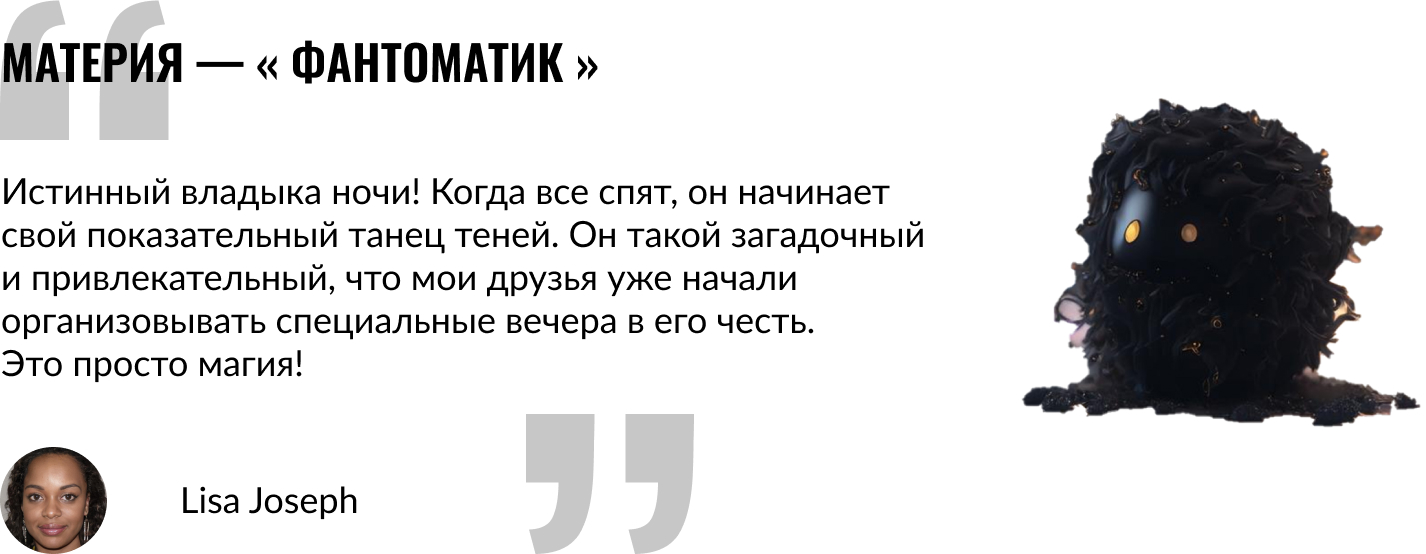 МАТЕРИЯ — « ФАНТОМАТИК »
Истинный владыка ночи! Когда все спят, он начинает
свой показательный танец теней. Он такой загадочный
и привлекательный, что мои друзья уже начали
организовывать специальные вечера в его честь.
Это просто магия!
Lisa Joseph